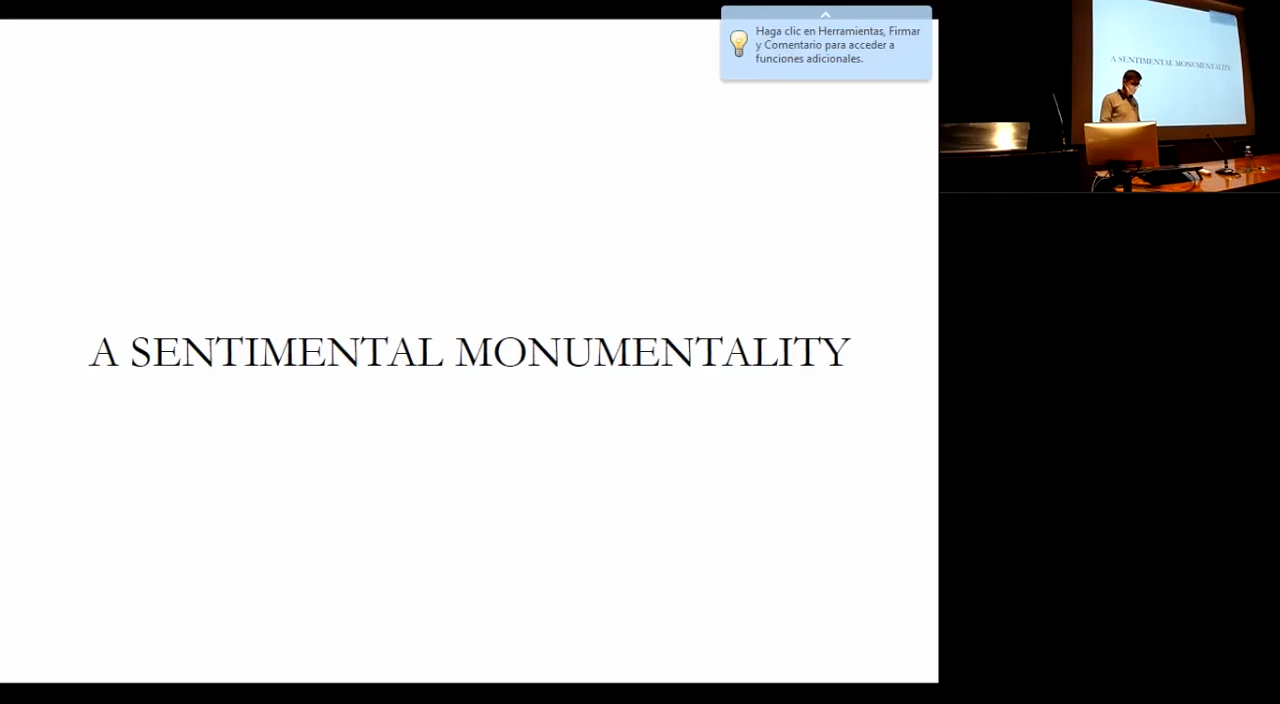 Haga clic en Herramientas, Firmar
y Comentario para acceder a
funciones adicionales.
A SENTIMENTAL MONUMENTALITY
A SENTIMENTAL MONUMENTALITY